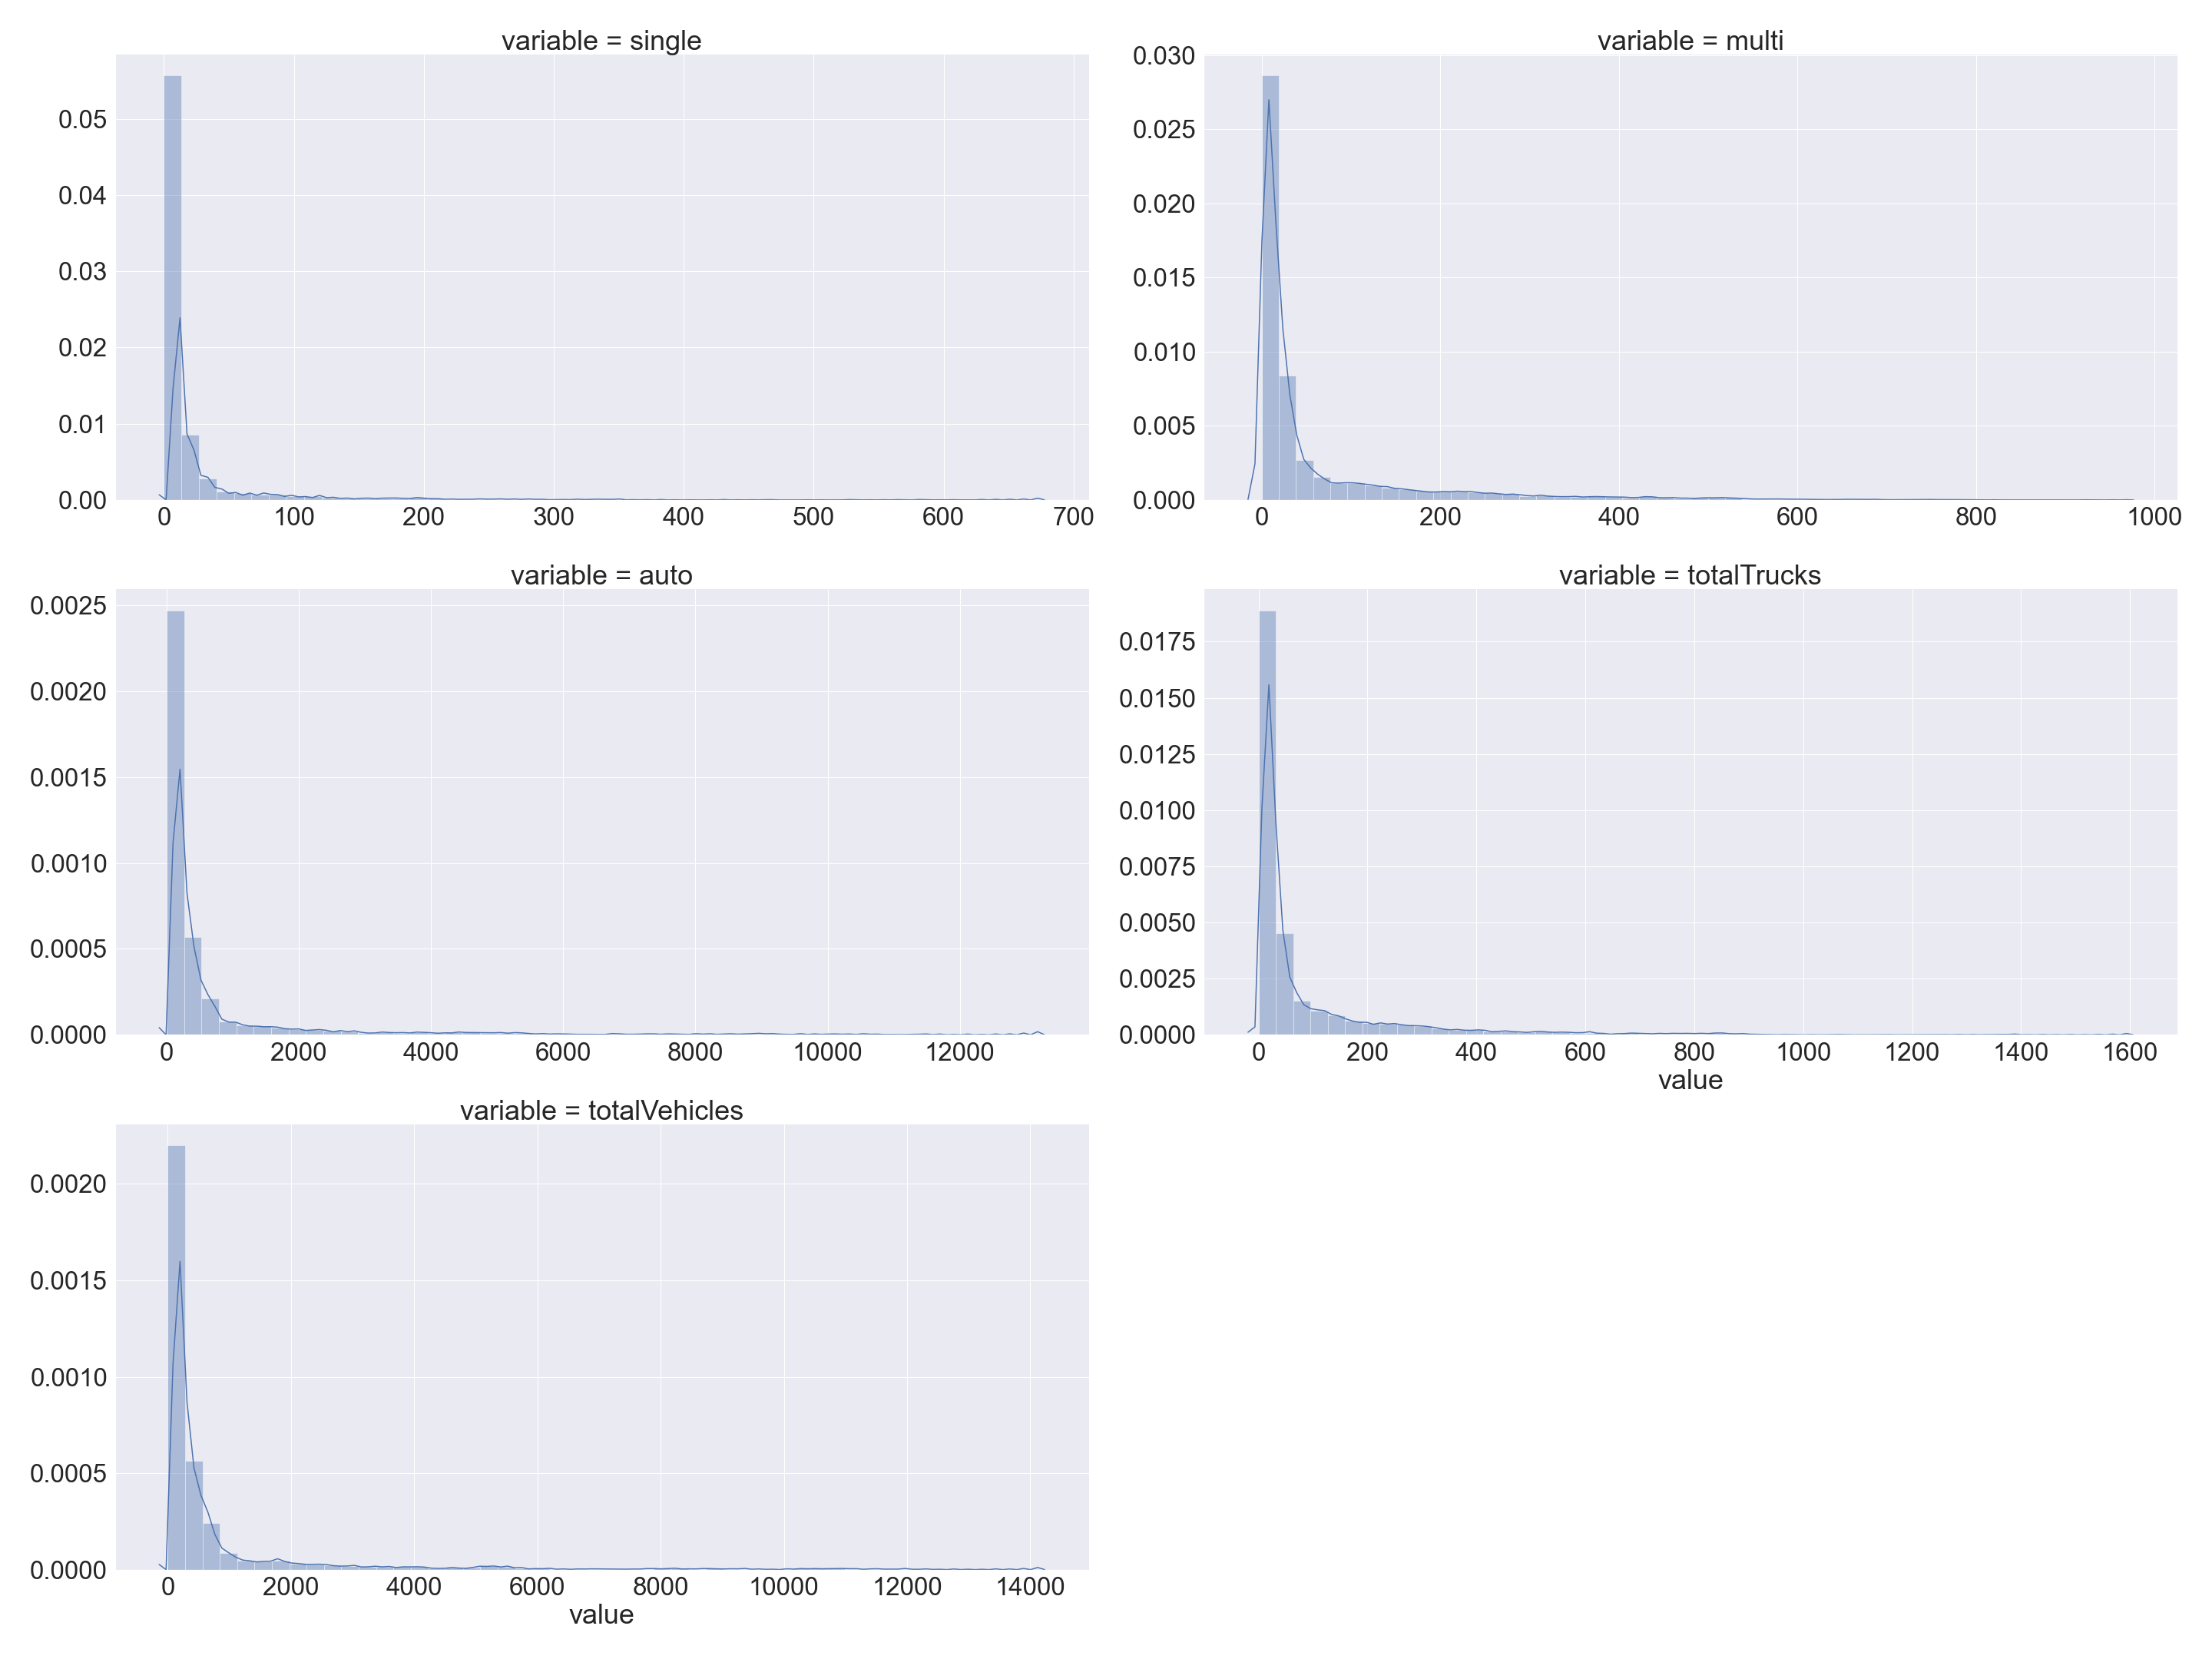 variable = single
0.05
0.04
0.03
0.02
0.01
0.00
0 100 200 300 400 500 600 700
variable = multi
0.030
0.025
0.020
0.015
0.010
0.005
0.000
0 200 400 600 800 1000
variable = auto
0.0025
0.0020
0.0015
0.0010
0.0005
0.0000
0 2000 4000 6000 8000 10000 12000
variable = totalTrucks
0.0175
0.0150
0.0125
0.0100
0.0075
0.0050
0.0025
0.0000
0 200 400 600 800 1000 1200 1400 1600
value
variable = totalVehicles
0.0020
0.0015
0.0010
0.0005
0.0000
0 2000 4000 6000 8000 10000 12000 14000
value